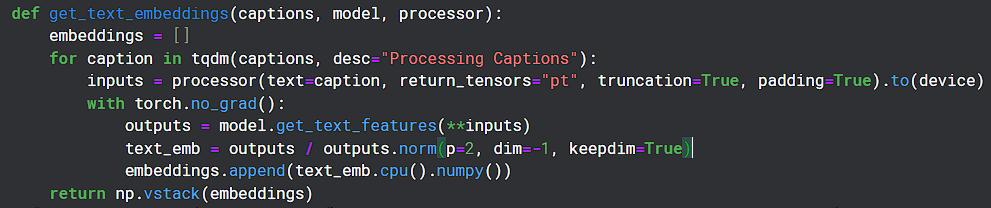 def get_text_embeddings(captions, model, processor):
    embeddings = []
    for caption in tqdm(captions, desc="Processing Captions"):
        inputs = processor(text=caption, return_tensors="pt", truncation=True, padding=True).to(device)
        with torch.no_grad():
            outputs = model.get_text_features(**inputs)
            text_emb = outputs / outputs.norm(p=2, dim=-1, keepdim=True)
            embeddings.append(text_emb.cpu().numpy())
    return np.vstack(embeddings)